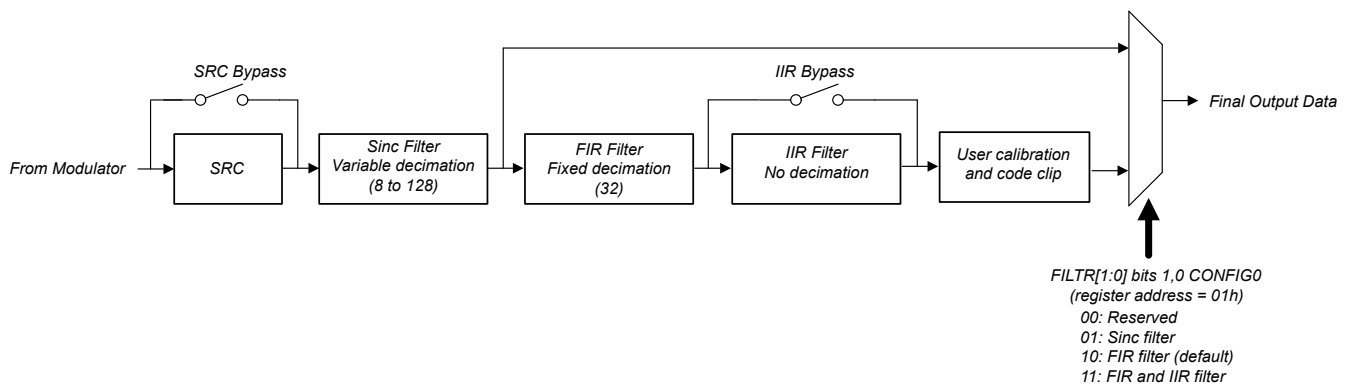 SRC Bypass
IIR Bypass
Final Output Data
From Modulator
SRC
Sinc Filter
Variable decimation
(8 to 128)
FIR Filter
Fixed decimation
(32)
IIR Filter
No decimation
User calibration
and code clip
FILTR[1:0] bits 1,0 CONFIG0
(register address = 01h)
00: Reserved
01: Sinc filter
10: FIR filter (default)
11: FIR and IIR filter